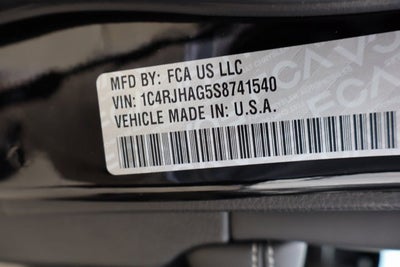 MFD BY: FCA US LLC
VIN: 1C4RJHAG5S8741540
VEHICLE MADE IN: U.S.A.